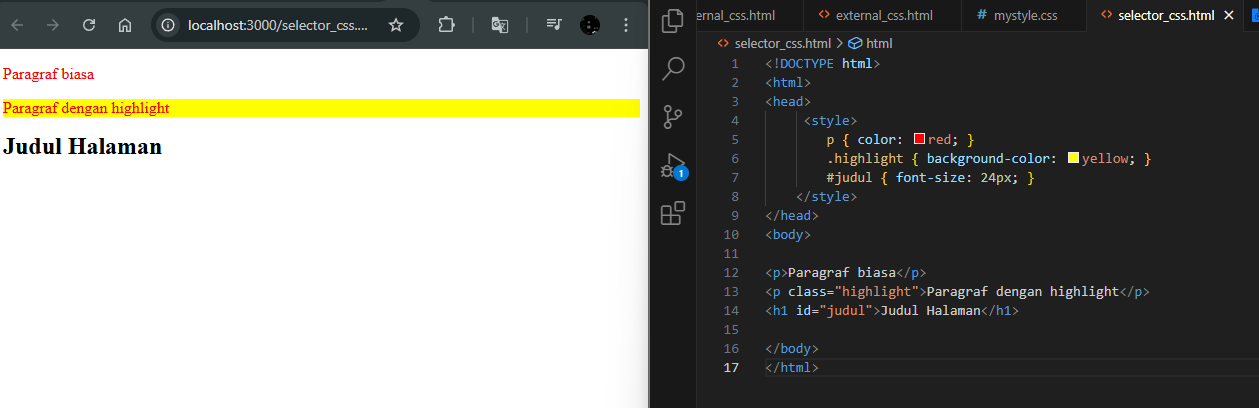 localhost:3000/selector_css....
Paragraf biasa
Paragraf dengan highlight
Judul Halaman
ernal_css.html
external_css.html
# mystyle.css
selector_css.html
selector_css.html > html
1 <!DOCTYPE html>
2 <html>
3 <head>
4 <style>
5 p { color: red; }
6 .highlight { background-color: yellow; }
7 #judul { font-size: 24px; }
8 </style>
9 </head>
10 <body>
11
12 <p>Paragraf biasa</p>
13 <p class="highlight">Paragraf dengan highlight</p>
14 <h1 id="judul">Judul Halaman</h1>
15
16 </body>
17 </html>
1